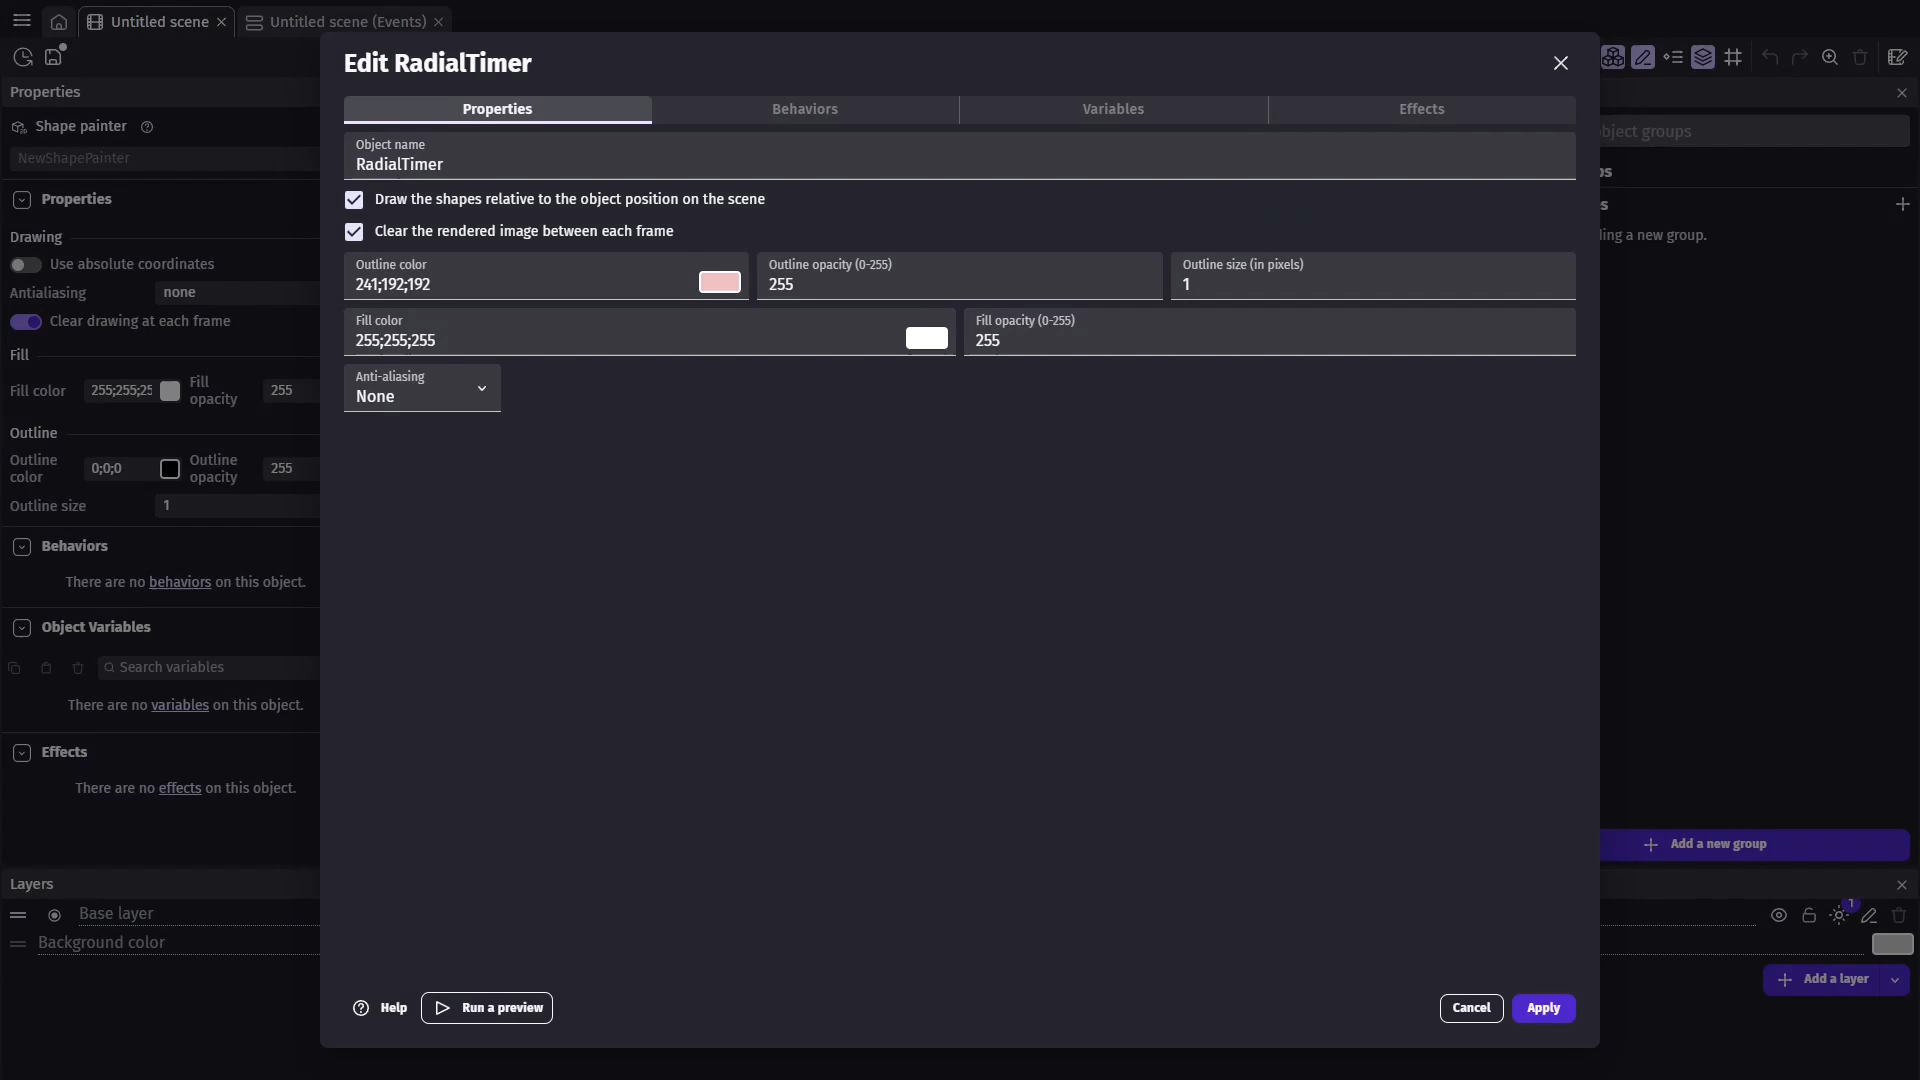 Untitled scene
Untitled scene (Events)
Properties
Shape painter
NewShapePainter
Properties
Drawing
Use absolute coordinates
Antialiasing
none
Clear drawing at each frame
Fill
Fill color
255;255;25
Fill opacity
255
Outline
Outline color
0;0;0
Outline opacity
255
Outline size
1
Behaviors
There are no behaviors on this object.
Object Variables
Search variables
There are no variables on this object.
Effects
There are no effects on this object.
Layers
Base layer
Background color
Edit RadialTimer
Properties
Behaviors
Variables
Effects
Object name
RadialTimer
Draw the shapes relative to the object position on the scene
Clear the rendered image between each frame
Outline color
241;192;192
Outline opacity (0-255)
255
Outline size (in pixels)
1
Fill color
255;255;255
Fill opacity (0-255)
255
Anti-aliasing
None
Help
Run a preview
Cancel
Apply
object groups
ding a new group.
Add a new group
1
Add a layer